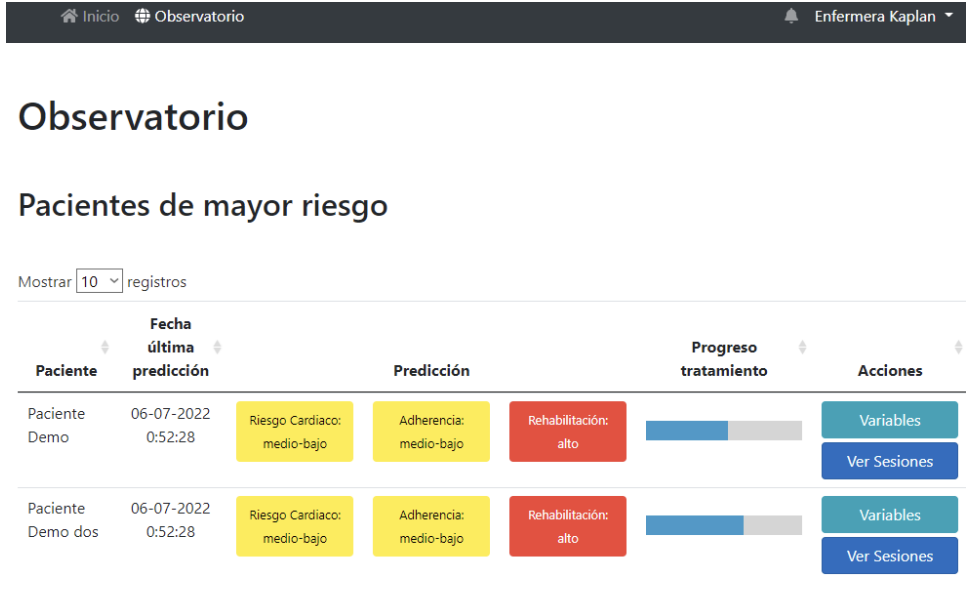 Inicio Observatorio Enfermera Kaplan
Observatorio
Pacientes de mayor riesgo
Mostrar 10 registros
Fecha
última
Progreso
Paciente predicción Predicción tratamiento Acciones
Paciente 06-07-2022 Riesgo Cardiaco: Adherencia: Rehabilitación: Variables
Demo 0:52:28 medio-bajo medio-bajo alto
Ver Sesiones
Paciente 06-07-2022 Riesgo Cardiaco: Adherencia: Rehabilitación: Variables
Demo dos 0:52:28 medio-bajo medio-bajo alto
Ver Sesiones